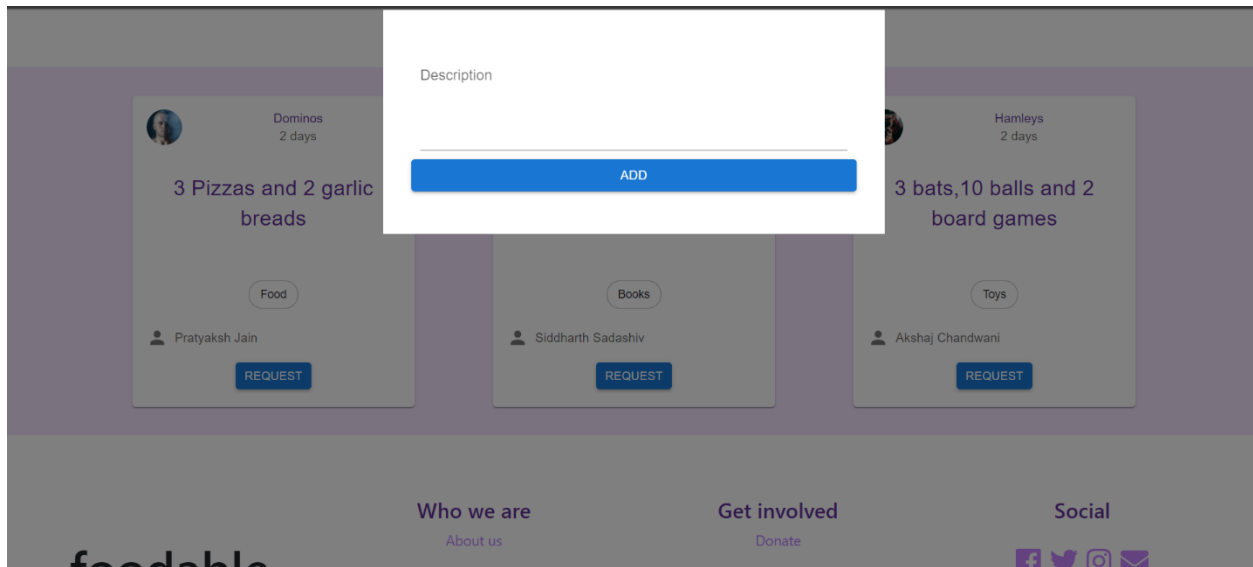 Description
ADD
Dominos
2 days
3 Pizzas and 2 garlic
breads
Food
Pratyaksh Jain
REQUEST
Books
Siddharth Sadashiv
REQUEST
Hamleys
2 days
3 bats,10 balls and 2
board games
Toys
Akshaj Chandwani
REQUEST
foodable
Who we are
About us
Get involved
Donate
Social